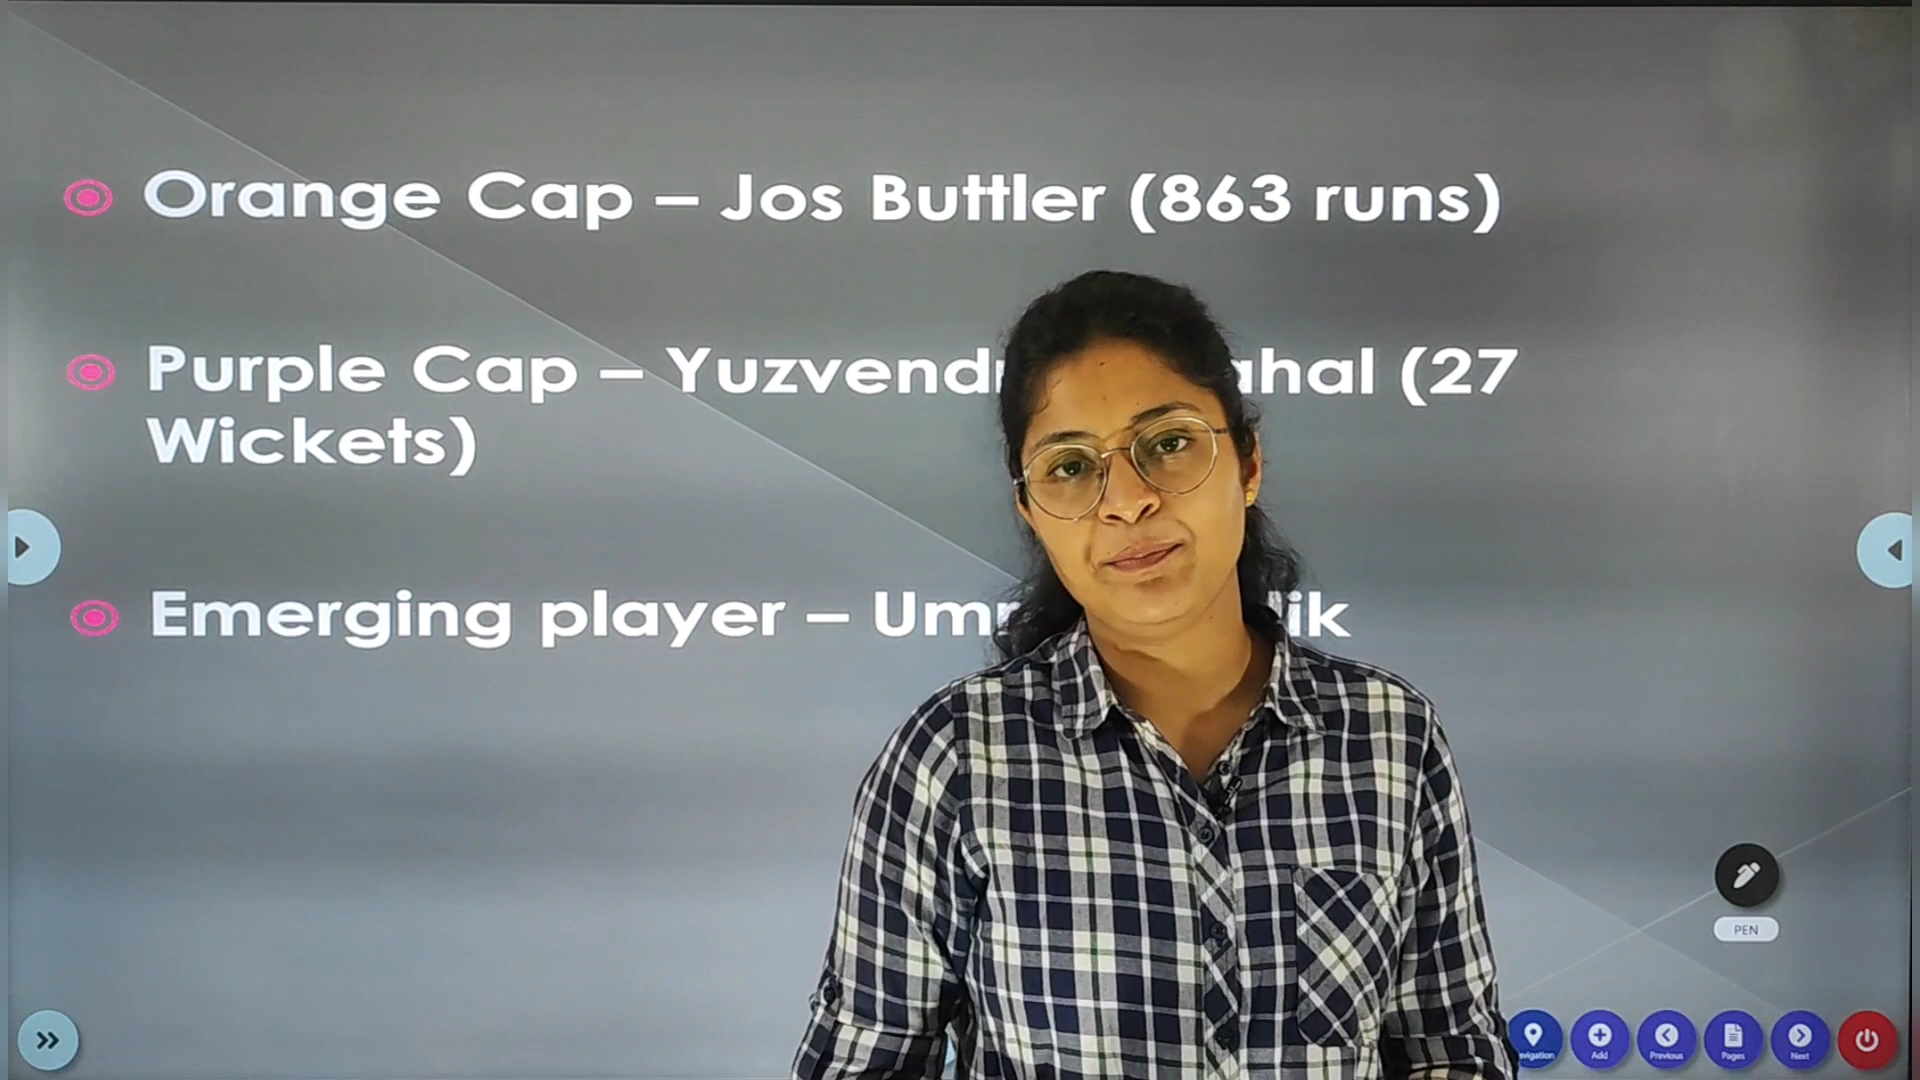 Orange Cap – Jos Buttler (863 runs)
Purple Cap – (27
Wickets)
Emerging player –
PEN
Add
Previous
Pages
Next